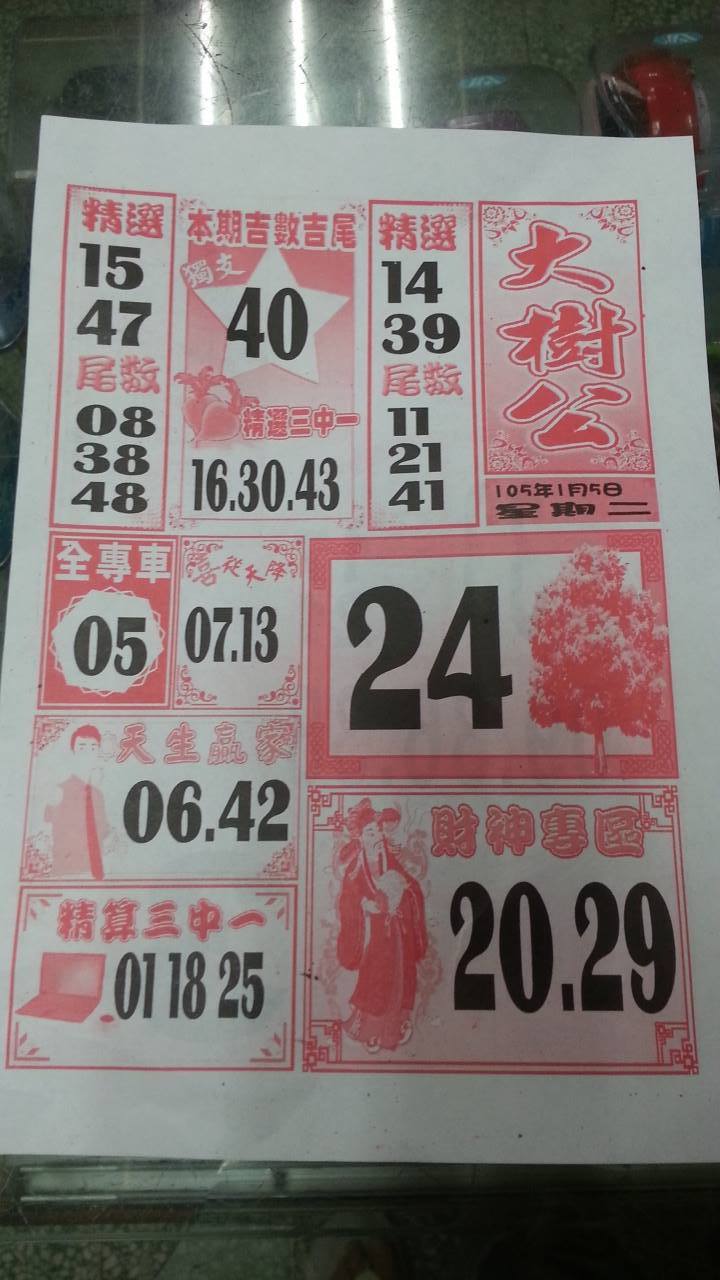 精選
15
47
尾数
08
38
48
本期吉數吉尾
獨支
40
精選三中一
16.30.43
精選
14
39
尾数
11
21
41
大樹公
105年1月5日
星期二
全專車
05
喜從天降
07.13
24
天生贏家
06.42
財神專區
20.29
精算三中一
01 18 25